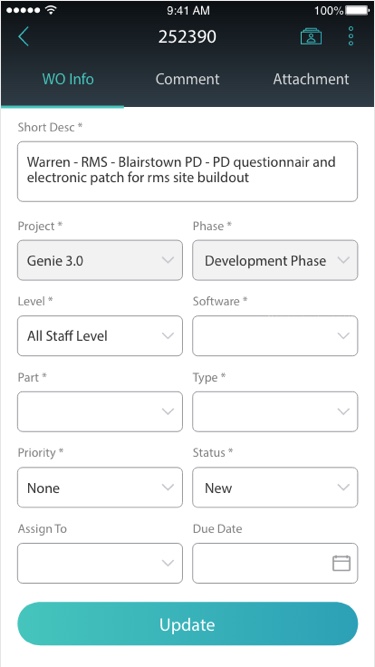 9:41 AM 100%
252390
WO Info Comment Attachment
Short Desc *
Warren - RMS - Blairstown PD - PD questionnair and
electronic patch for rms site buildout
Project * Phase *
Genie 3.0 Development Phase
Level * Software *
All Staff Level
Part * Type *
Priority * Status *
None New
Assign To Due Date
Update